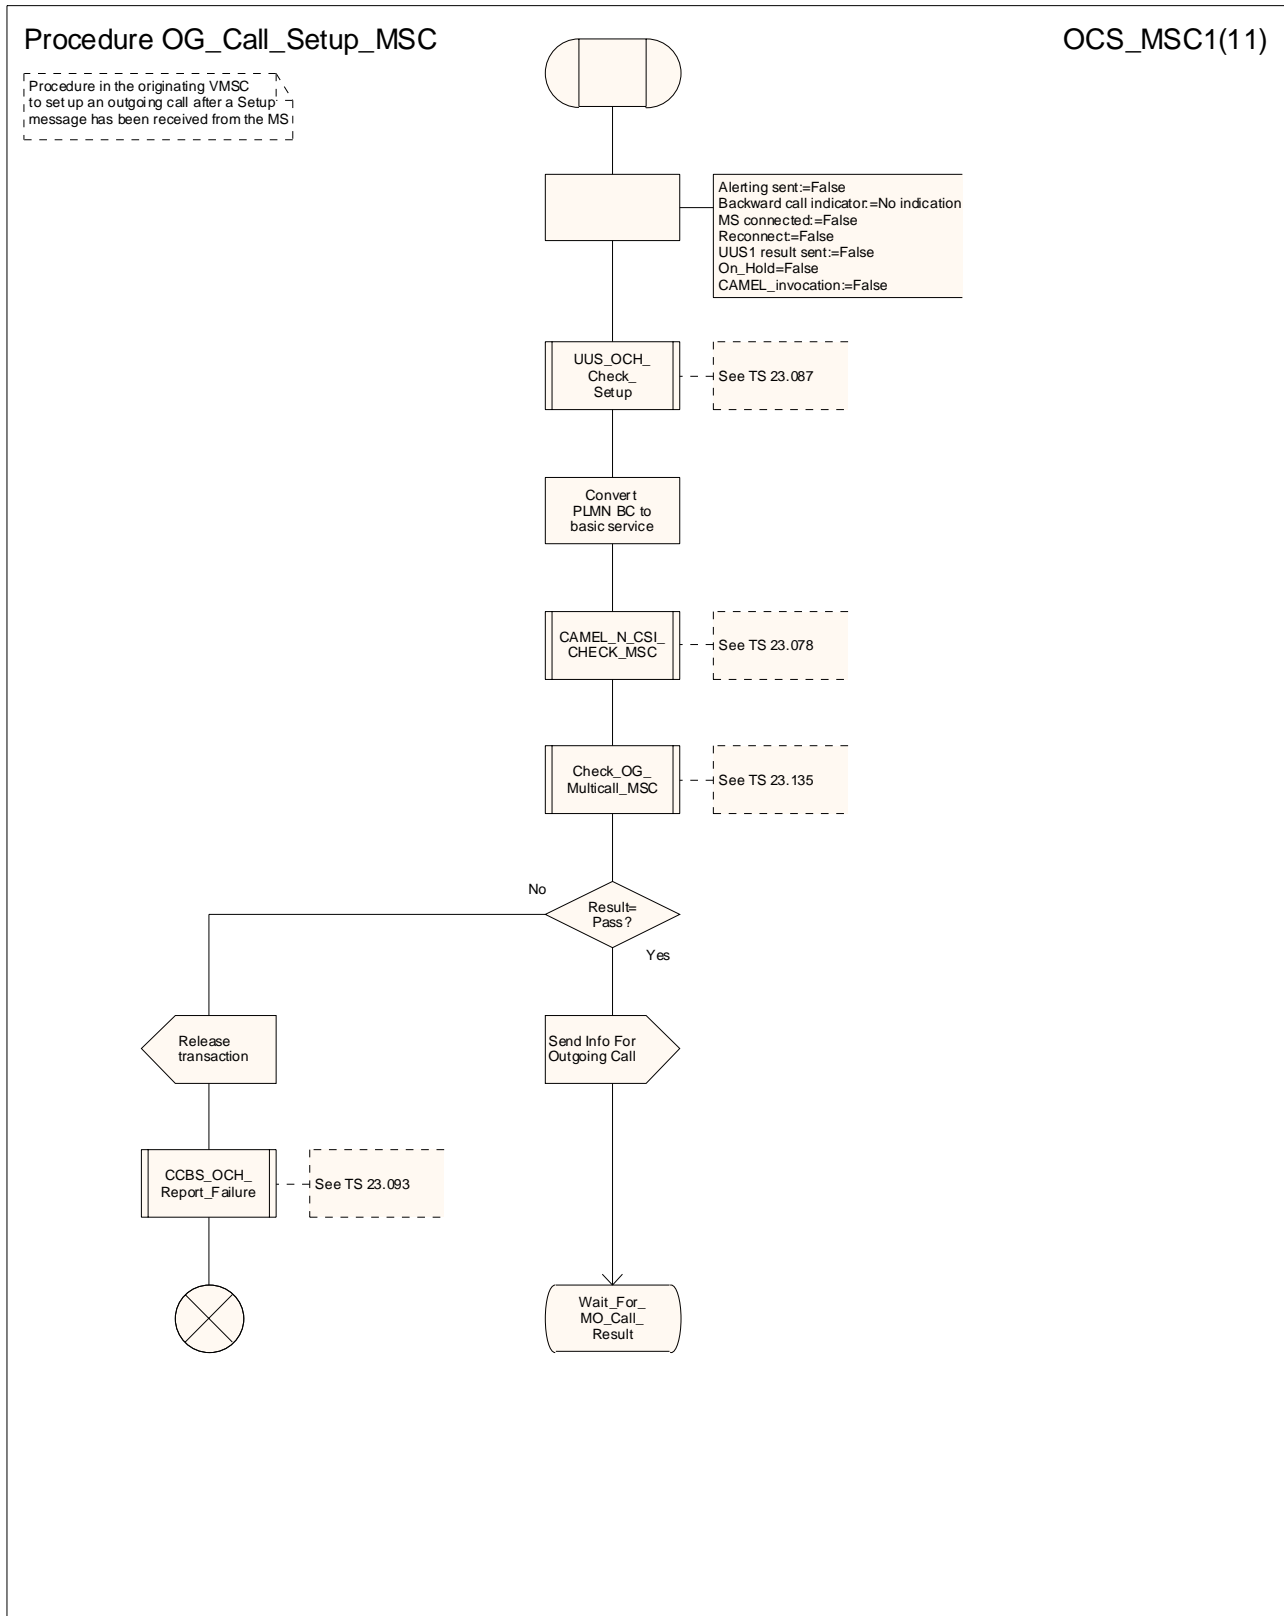 Procedure OG_Call_Setup_MSC
OCS_MSC1(11)
Procedure in the originating VMSC
to set up an outgoing call after a Setup
message has been received from the MS
Alerting sent:=False
Backward call indicator:=No indication
MS connected:=False
Reconnect:=False
UUS1 result sent:=False
On_Hold=False
CAMEL_invocation:=False
UUS_OCH_
Check_
Setup
See TS 23.087
Convert
PLMN BC to
basic service
CAMEL_N_CSI_
CHECK_MSC
See TS 23.078
Check_OG_
Multicall_MSC
See TS 23.135
No
Result=
Pass?
Yes
Release
transaction
Send Info For
Outgoing Call
CCBS_OCH_
Report_Failure
See TS 23.093
Wait_For_
MO_Call_
Result